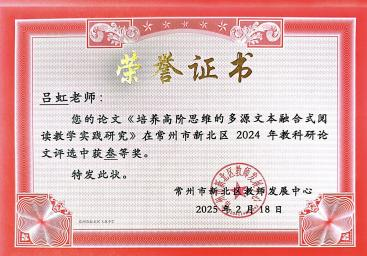 荣誉证书
吕虹老师：
您的论文《培养高阶思维的多源文本融合式阅
读教学实践研究》在常州市新北区 2024 年教科研论
文评选中获叁等奖。
特发此状。
常州市新北区教师发展中心
2025 年 2 月 18 日